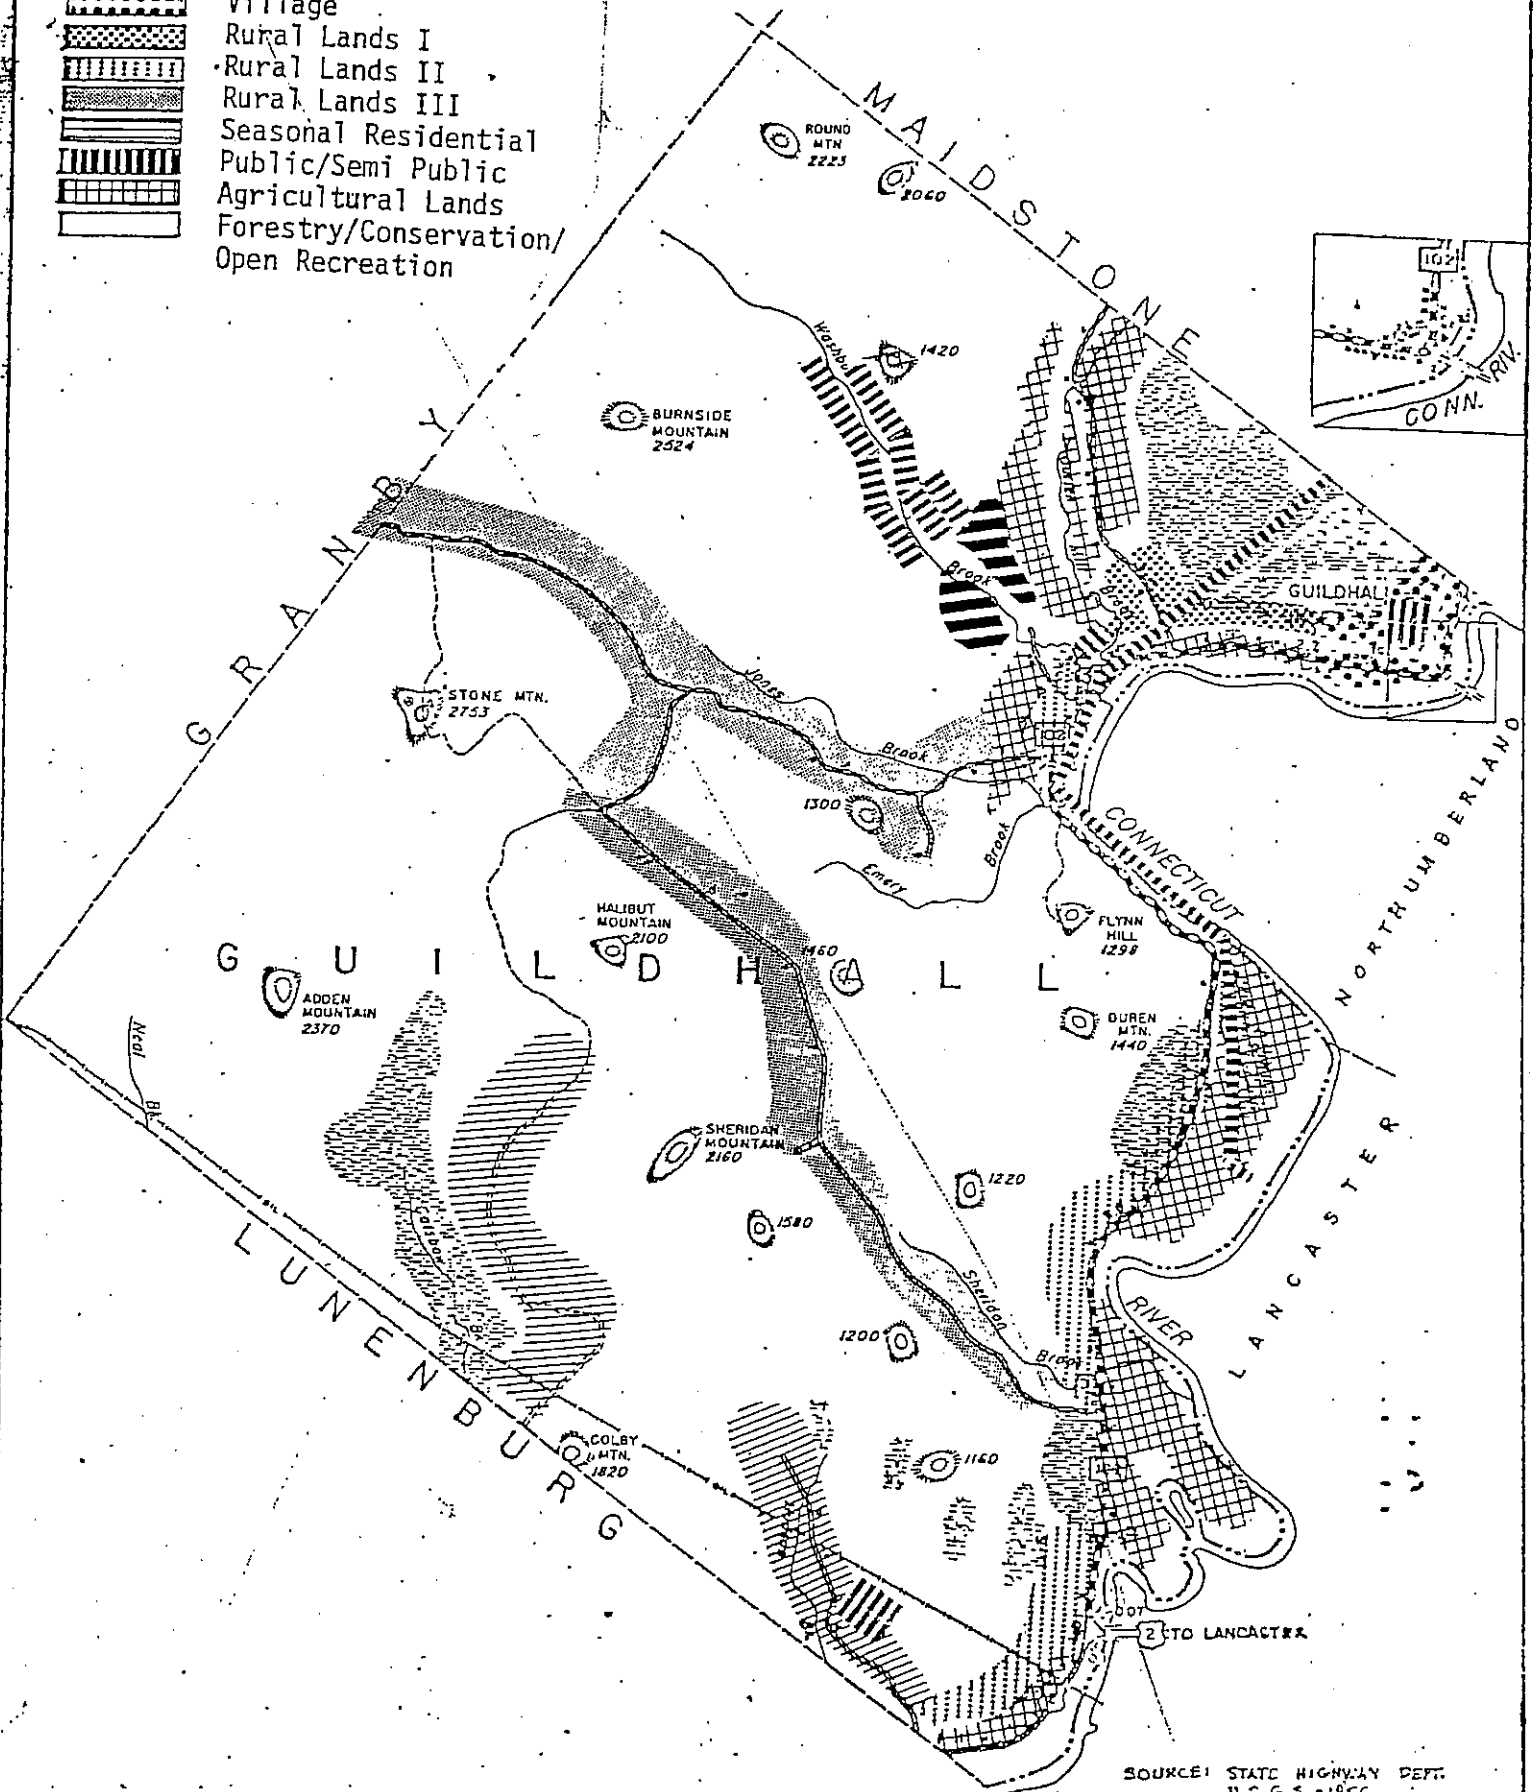 Village
Rural Lands I
Rural Lands II
Rural Lands III
Seasonal Residential
Public/Semi Public
Agricultural Lands
Forestry/Conservation/
Open Recreation
MAIDSTONE
ROUND
MTN
2223
2060
102
RIV.
CONN.
1420
BURNSIDE
MOUNTAIN
2524
GRANBY
Brook
GUILDHALL
STONE MTN.
2753
Jones
Brook
102
1300
Brook
Emery
CONNECTICUT
NORTHUMBERLAND
FLYNN
HILL
1298
HALIBUT
MOUNTAIN
2100
1460
GUILDHALL
ADDEN
MOUNTAIN
2370
DUREN
MTN.
1440
Neal
Bk.
SHERIDAN
MOUNTAIN
2160
1220
1580
LANCASTER
LUNENBURG
Sheridan
Brook
RIVER
1200
COLBY
MTN.
1820
1160
2 TO LANCASTER
SOURCE: STATE HIGHWAY DEPT.